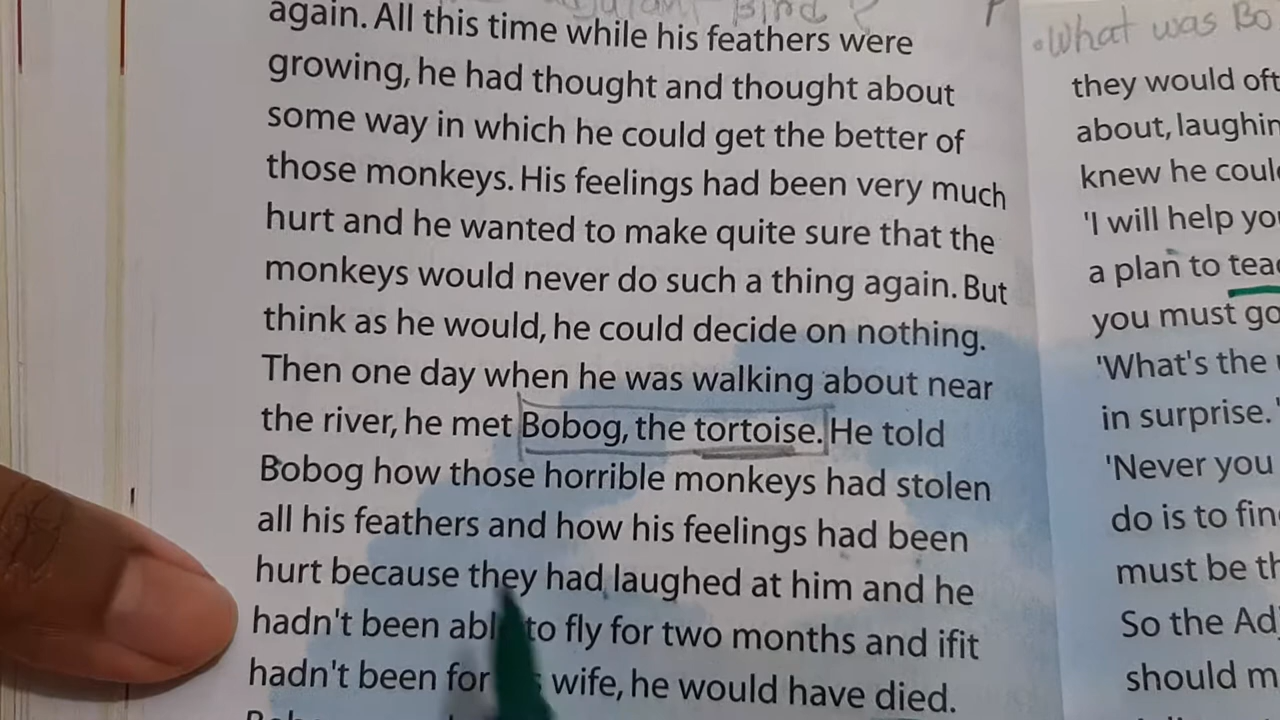 Bird ?
again. All this time while his feathers were
growing, he had thought and thought about
some way in which he could get the better of
those monkeys. His feelings had been very much
hurt and he wanted to make quite sure that the
monkeys would never do such a thing again. But
think as he would, he could decide on nothing.
Then one day when he was walking about near
the river, he met Bobog, the tortoise. He told
Bobog how those horrible monkeys had stolen
all his feathers and how his feelings had been
hurt because they had laughed at him and he
hadn't been abl to fly for two months and ifit
hadn't been for wife, he would have died.
.What was Bo
they would oft
about, laughin
knew he coul
'I will help yo
a plan to tea
you must go
'What's the
in surprise.'
'Never you
do is to fin
must be th
So the Ad
should m